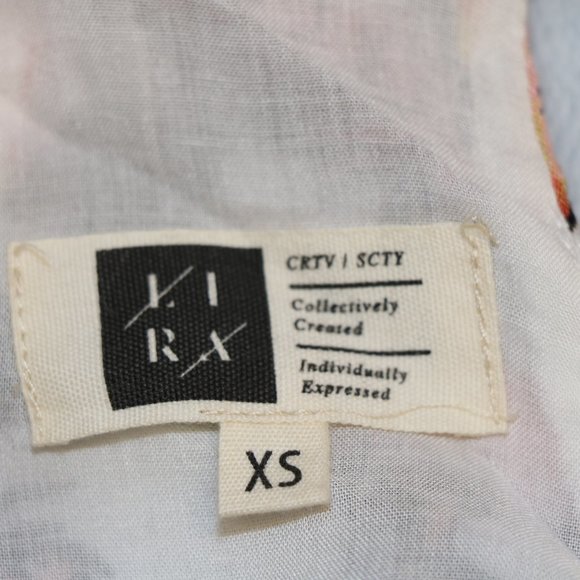 LI
RA
CRTV / SCTY
Collectively
Created
Individually
Expressed
XS